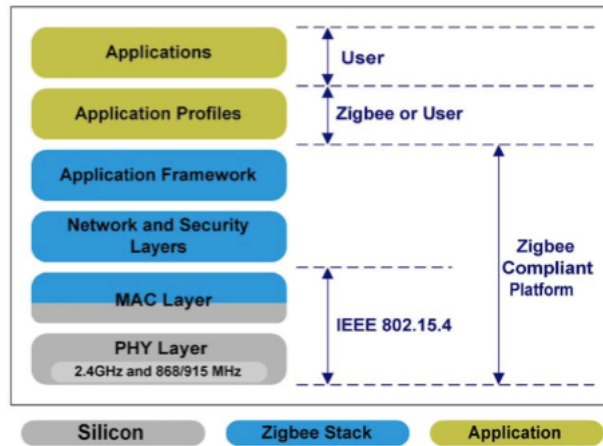 Applications
User
Application Profiles
Zigbee or User
Application Framework
Network and Security
Layers
Zigbee
Compliant
Platform
MAC Layer
IEEE 802.15.4
PHY Layer
2.4GHz and 868/915 MHz
Silicon
Zigbee Stack
Application